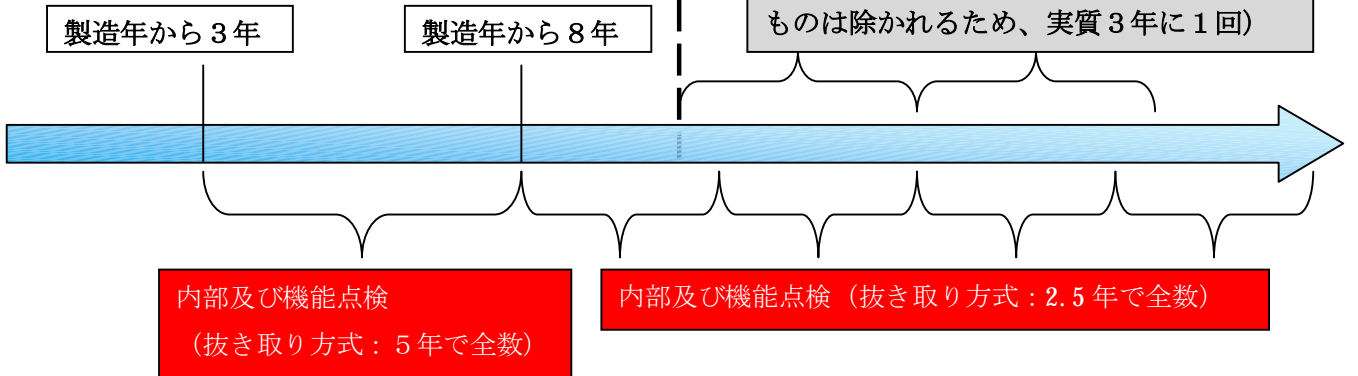 製造年から３年
製造年から８年
ものは除かれるため、実質３年に１回）
内部及び機能点検
（抜き取り方式：５年で全数）
内部及び機能点検（抜き取り方式：2.5 年で全数）